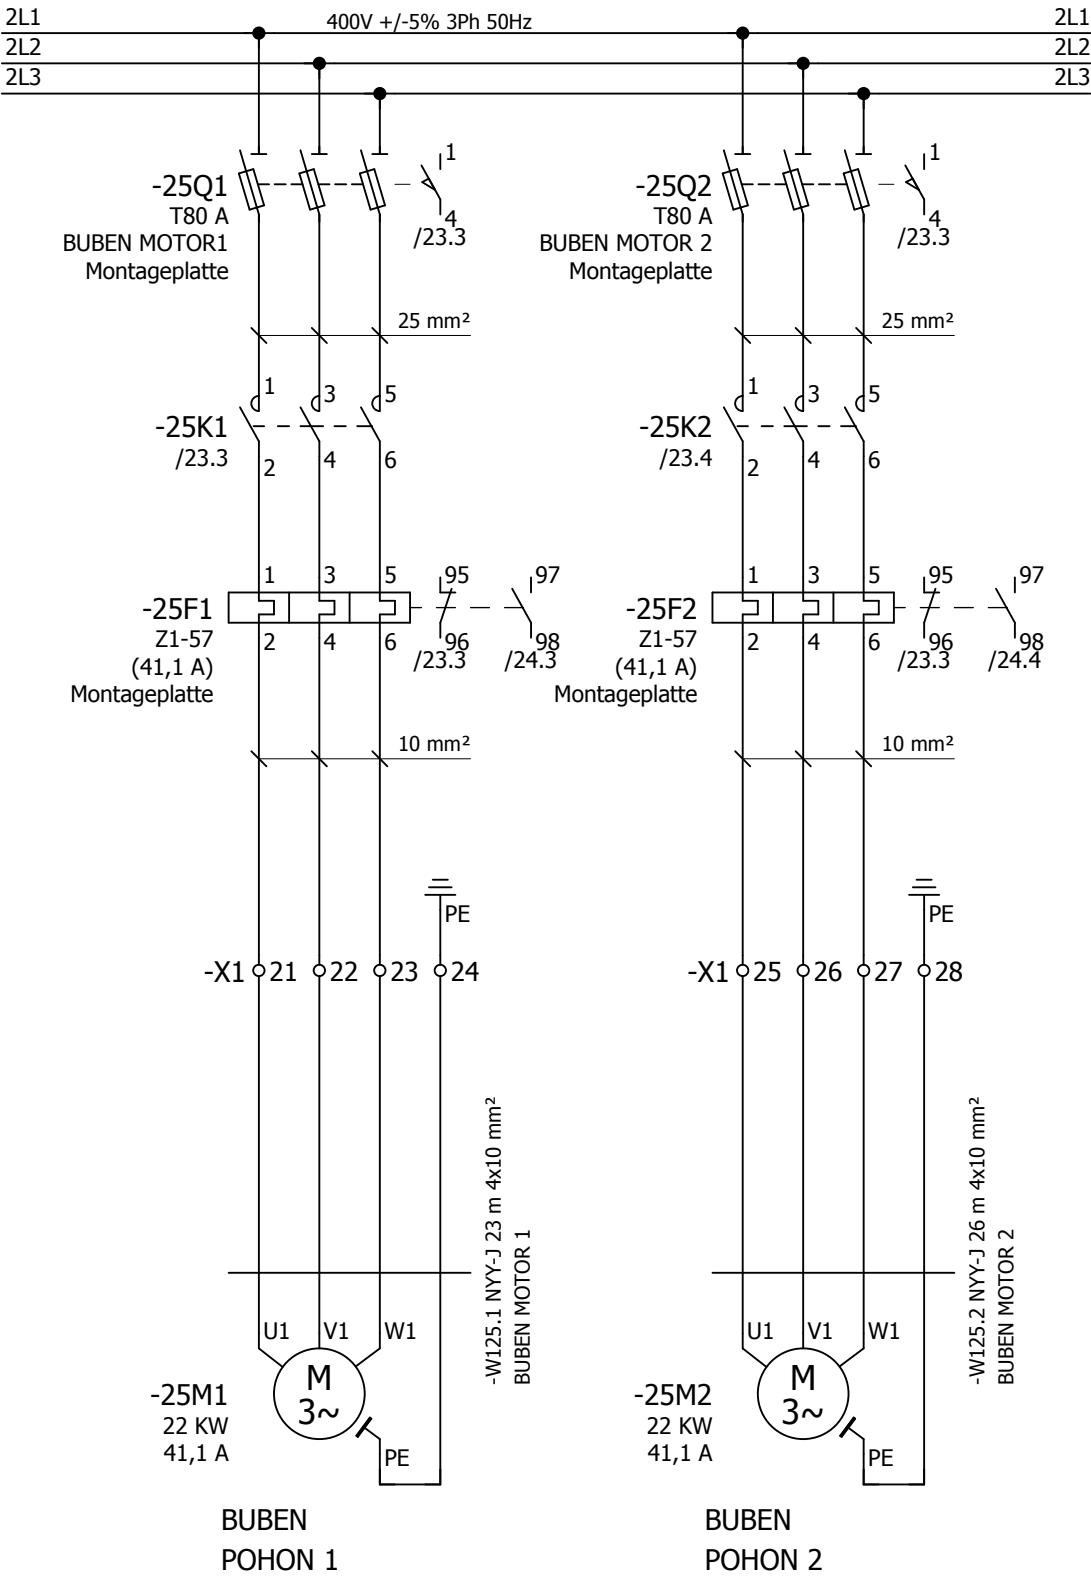 2L1
400V +/-5% 3Ph 50Hz
2L1
2L2
2L2
2L3
2L3
-25Q1
T80 A
BUBEN MOTOR1
Montageplatte
1
4
/23.3
-25Q2
T80 A
BUBEN MOTOR 2
Montageplatte
1
4
/23.3
25 mm²
25 mm²
-25K1
/23.3
1
3
5
2
4
6
-25K2
/23.4
1
3
5
2
4
6
-25F1
Z1-57
(41,1 A)
Montageplatte
1
3
5
2
4
6
95
96
/23.3
97
98
/24.3
-25F2
Z1-57
(41,1 A)
Montageplatte
1
3
5
2
4
6
95
96
/23.3
97
98
/24.4
10 mm²
10 mm²
PE
PE
-X1 21 22 23 24
-X1 25 26 27 28
-W125.1 NYY-J 23 m 4x10 mm²
BUBEN MOTOR 1
-W125.2 NYY-J 26 m 4x10 mm²
BUBEN MOTOR 2
U1 V1 W1
U1 V1 W1
-25M1
22 KW
41,1 A
M
3~
PE
-25M2
22 KW
41,1 A
M
3~
PE
BUBEN
POHON 1
BUBEN
POHON 2